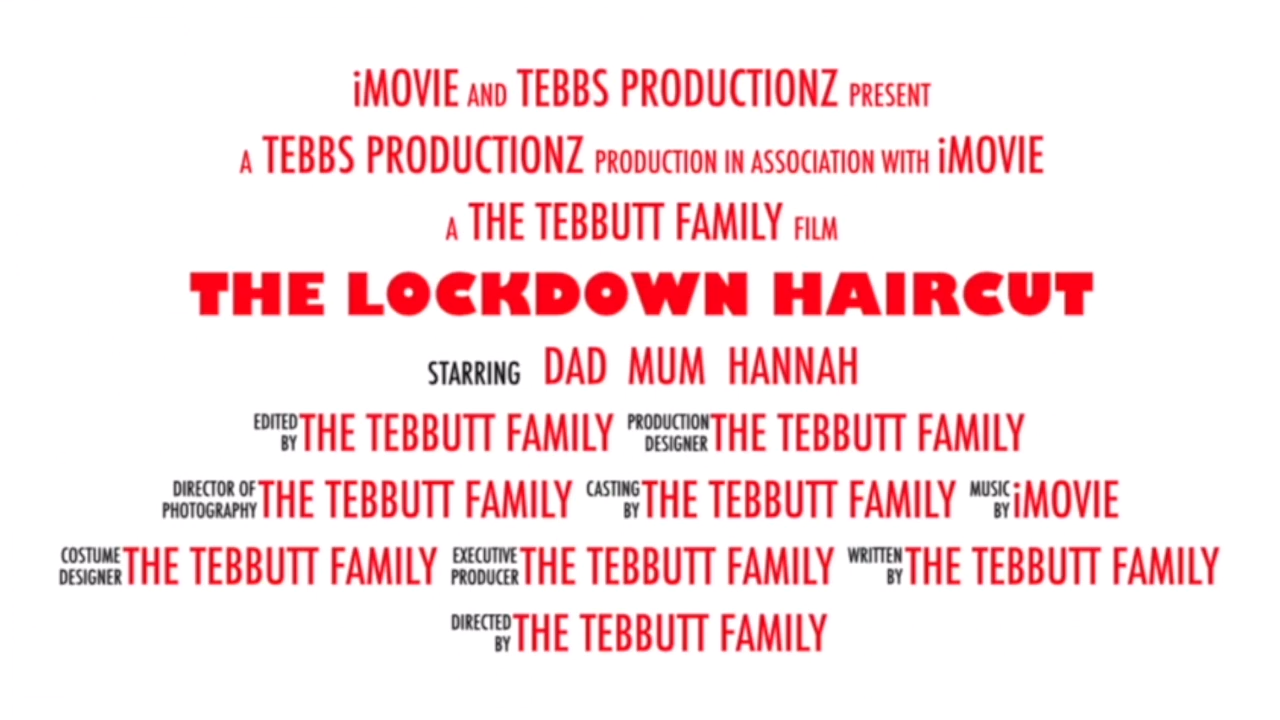 iMOVIE AND TEBBS PRODUCTIONZ PRESENT
A TEBBS PRODUCTIONZ PRODUCTION IN ASSOCIATION WITH iMOVIE
A THE TEBBUTT FAMILY FILM
THE LOCKDOWN HAIRCUT
STARRING DAD MUM HANNAH
EDITED BY THE TEBBUTT FAMILY PRODUCTION DESIGNER THE TEBBUTT FAMILY
DIRECTOR OF PHOTOGRAPHY THE TEBBUTT FAMILY CASTING BY THE TEBBUTT FAMILY MUSIC BY iMOVIE
COSTUME DESIGNER THE TEBBUTT FAMILY EXECUTIVE PRODUCER THE TEBBUTT FAMILY WRITTEN BY THE TEBBUTT FAMILY
DIRECTED BY THE TEBBUTT FAMILY